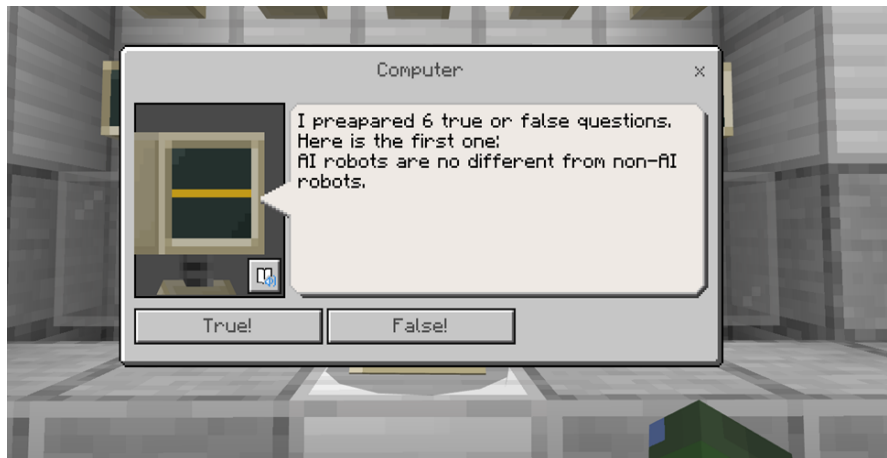 Computer
x
I preapared 6 true or false questions.
Here is the first one:
AI robots are no different from non-AI
robots.
True!
False!